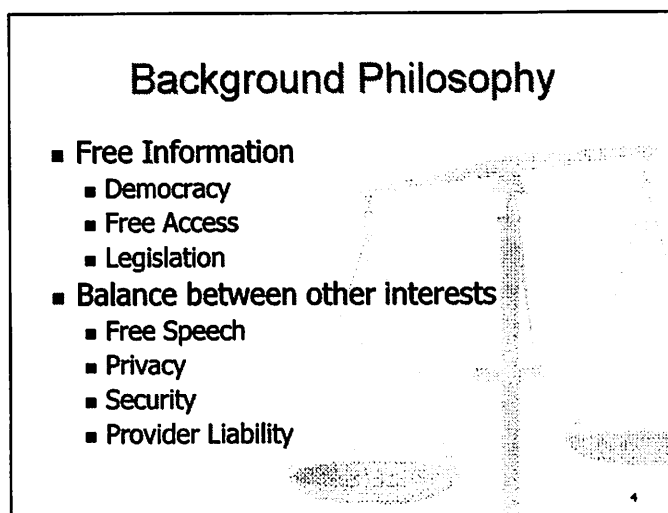 Background Philosophy
■ Free Information
■ Democracy
■ Free Access
■ Legislation
■ Balance between other interests
■ Free Speech
■ Privacy
■ Security
■ Provider Liability
4